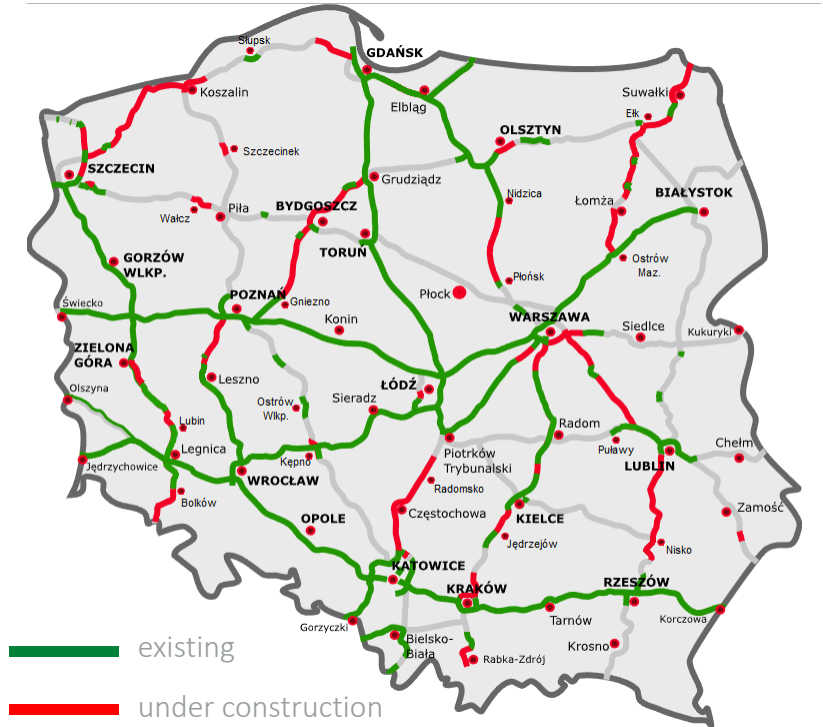 Słupsk
GDAŃSK
Koszalin
Elbląg
Suwałki
Ełk
OLSZTYN
Szczecinek
SZCZECIN
Grudziądz
Nidzica
Łomża
BIAŁYSTOK
Wałcz
Piła
BYDGOSZCZ
TORUŃ
GORZÓW
WLKP.
Ostrów
Maz.
Płońsk
Płock
POZNAŃ
Gniezno
Świecko
Konin
WARSZAWA
Siedlce
Kukuryki
ZIELONA
GÓRA
Leszno
Olszyna
Ostrów
Wlkp.
Sieradz
ŁÓDŹ
Lubin
Radom
Puławy
Chełm
Legnica
Jędrzychowice
Kępno
Piotrków
Trybunalski
LUBLIN
WROCŁAW
Radomsko
Bolków
OPOLE
Częstochowa
KIELCE
Zamość
Jędrzejów
Nisko
KATOWICE
KRAKÓW
RZESZÓW
Gorzyczki
Tarnów
Korczowa
Bielsko-
Biała
Rabka-Zdrój
Krosno
existing
under construction